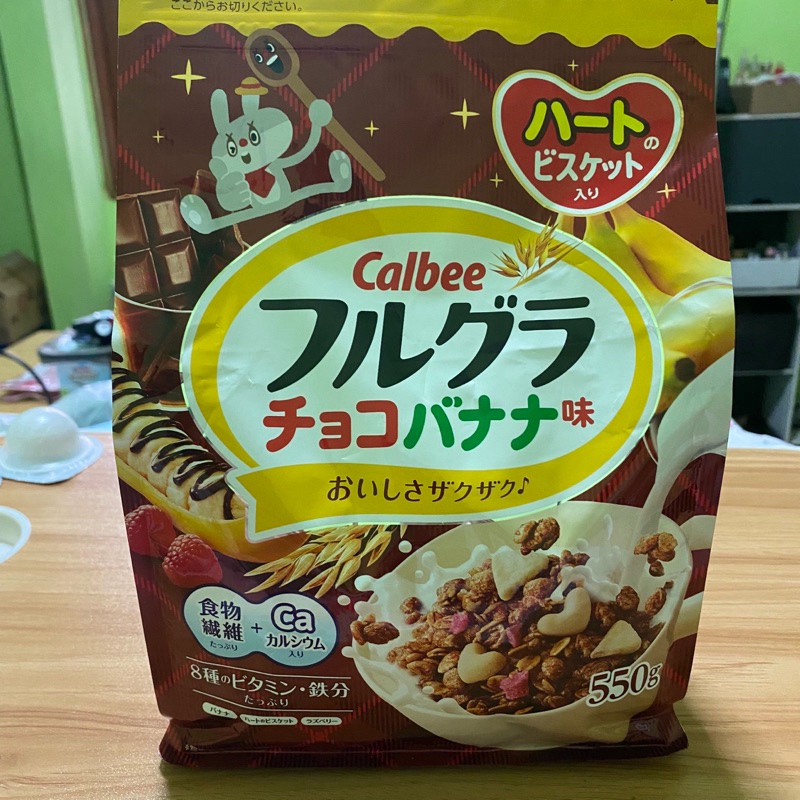 ここからお切りください。
ハートの
ビスケット
入り
Calbee
フルグラ
チョコバナナ味
おいしさザクザク♪
食物
繊維
たっぷり
+
Ca
カルシウム
入り
8種のビタミン・鉄分
たっぷり
バナナ ハートのビスケット ラズベリー
550g